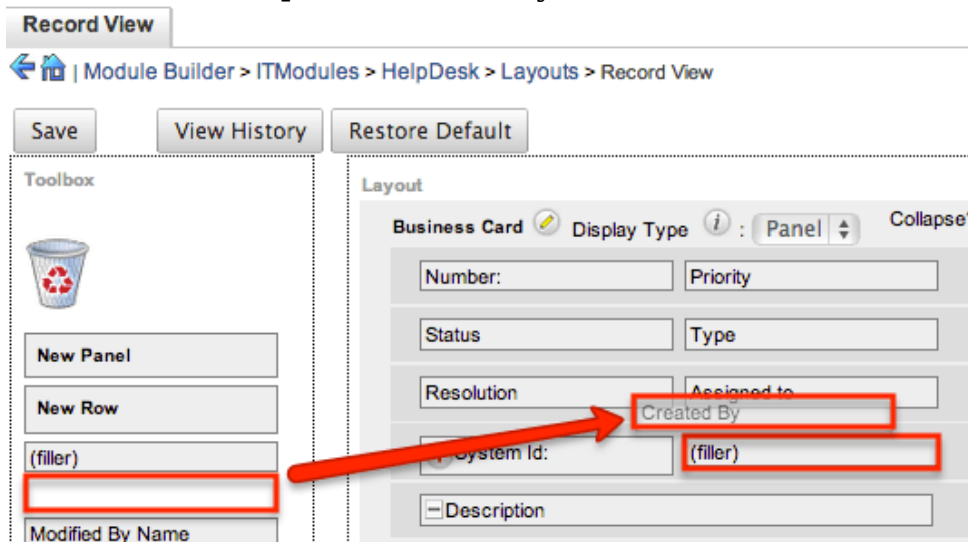 Record View
| Module Builder > ITModules > HelpDesk > Layouts > Record View
Save View History Restore Default
Toolbox
Layout
Business Card Display Type i : Panel Collapse
Number: Priority
Status Type
New Panel
Resolution Assigned to
New Row
Created By
(filler)
System Id: (filler)
Description
Modified By Name